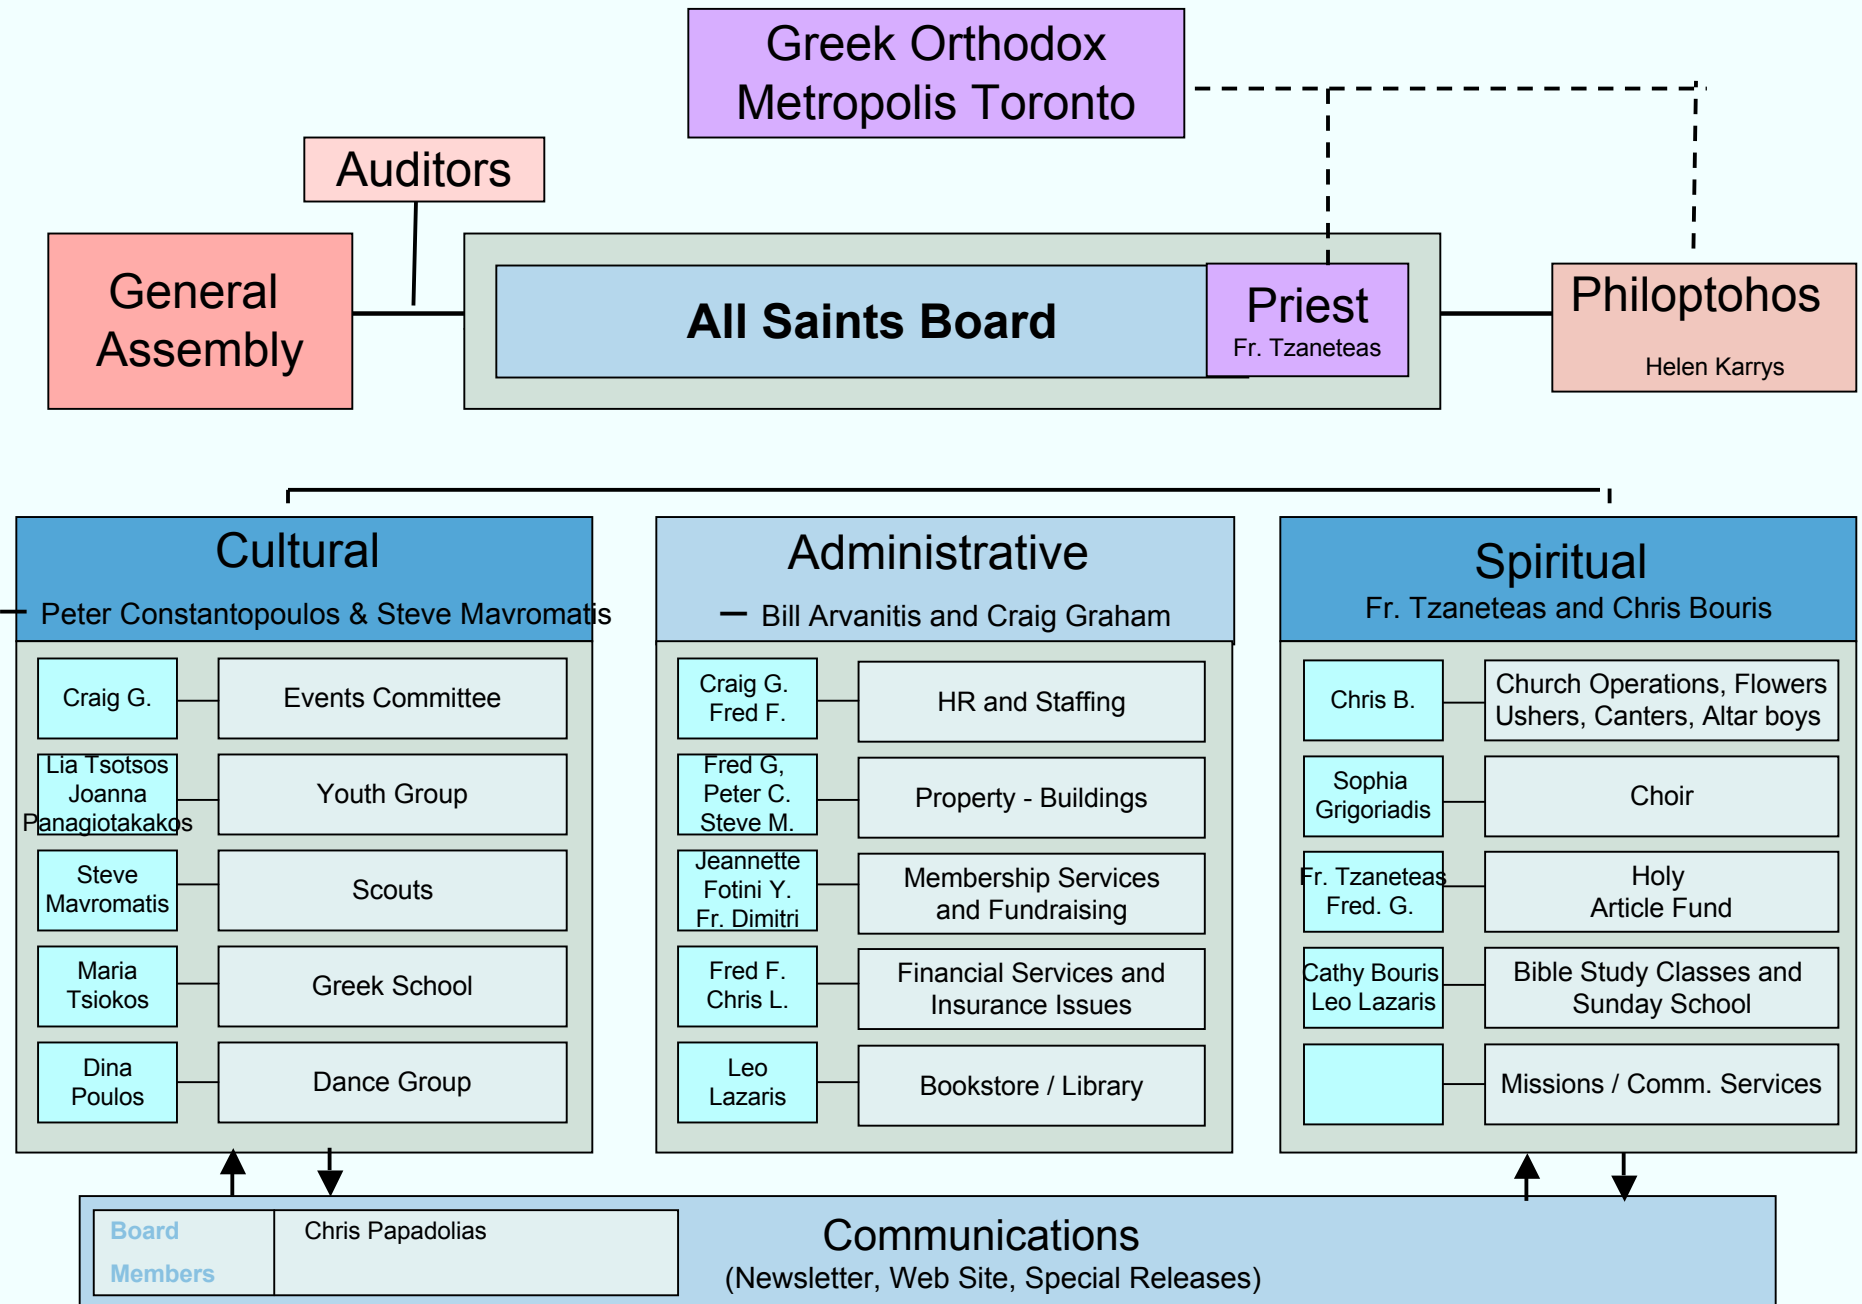 Greek Orthodox
Metropolis Toronto
Auditors
General
Assembly
All Saints Board
Priest
Fr. Tzaneteas
Philoptohos
Helen Karrys
Cultural
– Peter Constantopoulos & Steve Mavromatis
Craig G.
Events Committee
Lia Tsotsos
Joanna
Panagiotakakos
Youth Group
Steve
Mavromatis
Scouts
Maria
Tsiokos
Greek School
Dina
Poulos
Dance Group
Administrative
– Bill Arvanitis and Craig Graham
Craig G.
Fred F.
HR and Staffing
Fred G,
Peter C.
Steve M.
Property - Buildings
Jeannette
Fotini Y.
Fr. Dimitri
Membership Services
and Fundraising
Fred F.
Chris L.
Financial Services and
Insurance Issues
Leo
Lazaris
Bookstore / Library
Spiritual
Fr. Tzaneteas and Chris Bouris
Chris B.
Church Operations, Flowers
Ushers, Canters, Altar boys
Sophia
Grigoriadis
Choir
Fr. Tzaneteas
Fred. G.
Holy
Article Fund
Cathy Bouris
Leo Lazaris
Bible Study Classes and
Sunday School
Missions / Comm. Services
Board
Members
Chris Papadolias
Communications
(Newsletter, Web Site, Special Releases)